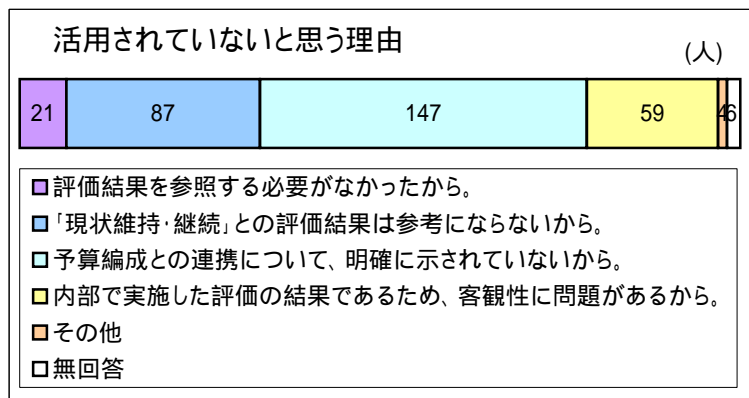 活用されていないと思う理由
(人)
21 87 147 59 4 6
評価結果を参照する必要がなかったから。
「現状維持・継続」との評価結果は参考にならないから。
予算編成との連携について、明確に示されていないから。
内部で実施した評価の結果であるため、客観性に問題があるから。
その他
無回答